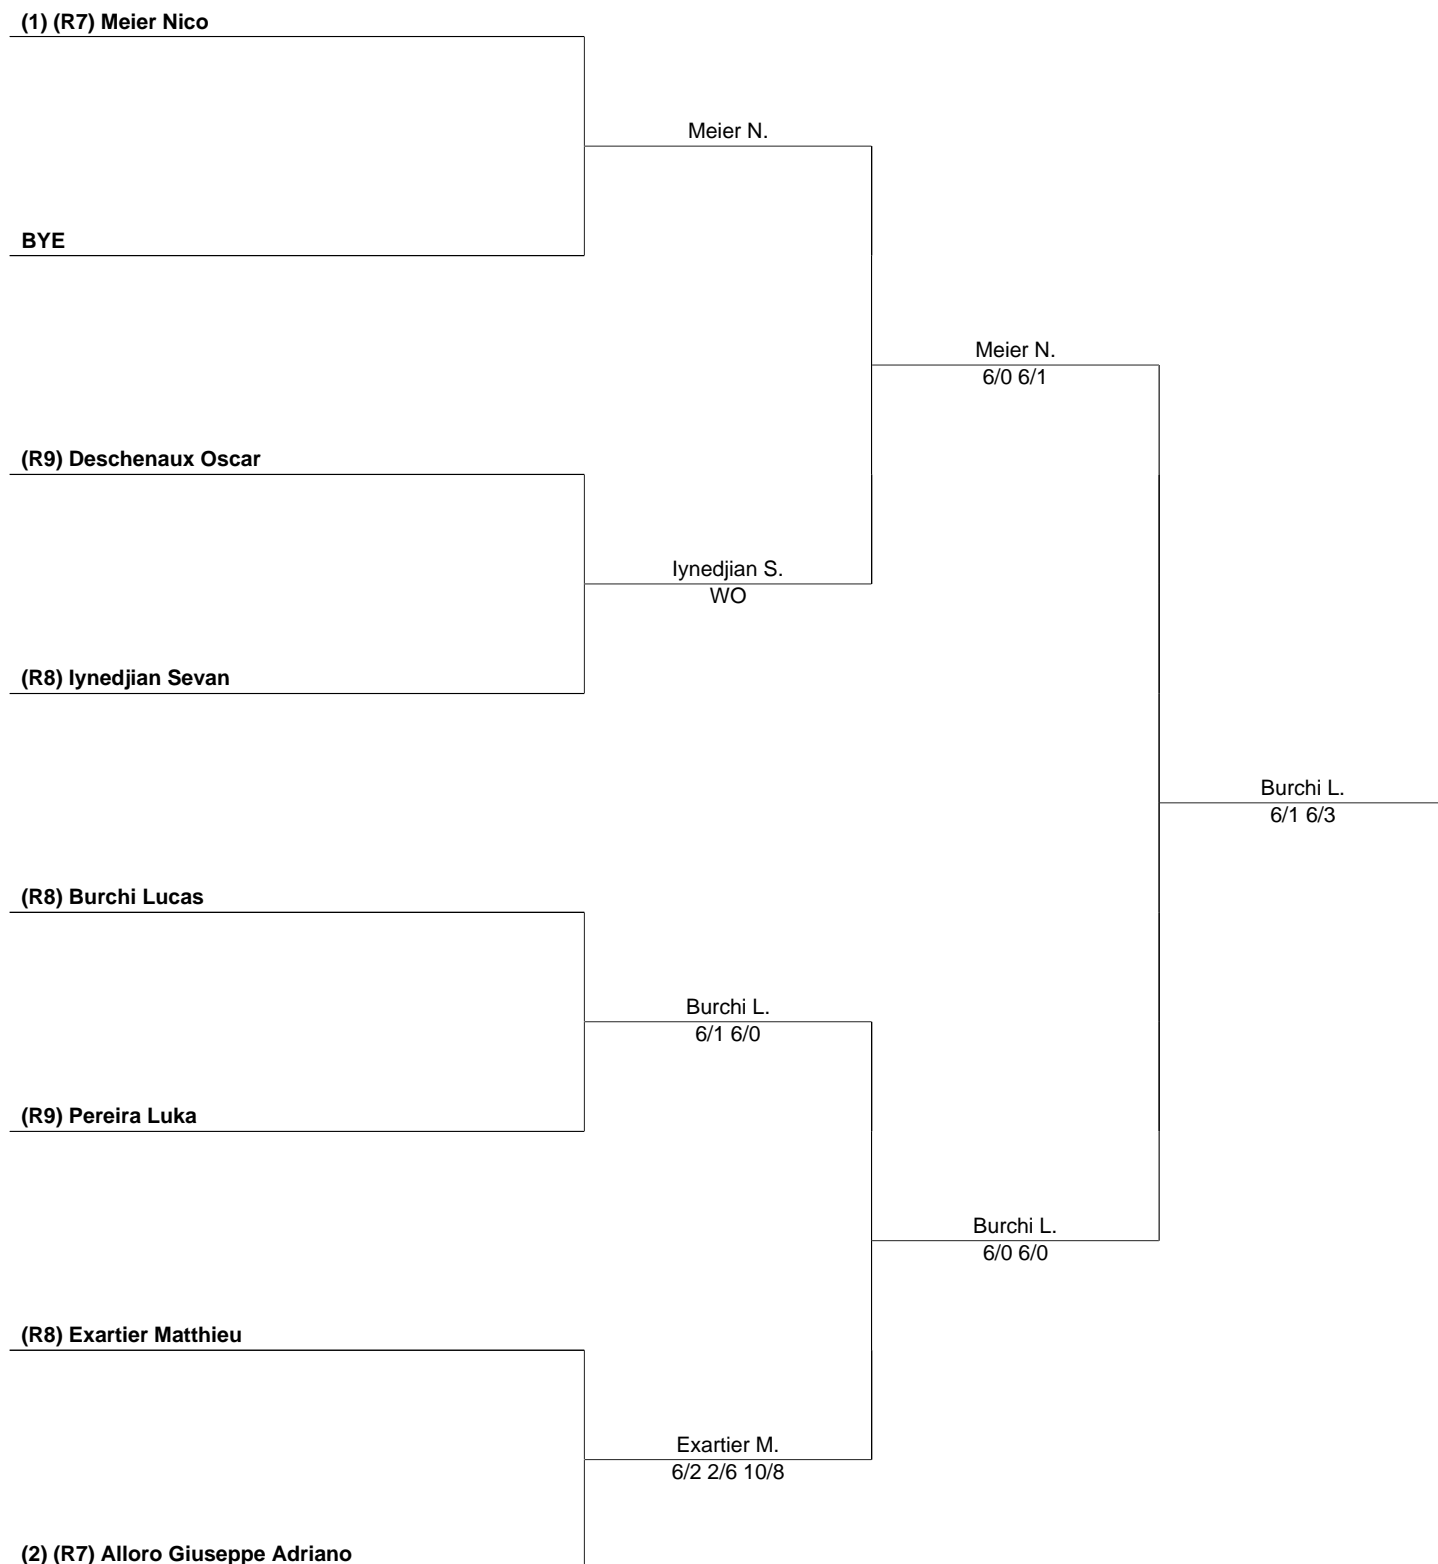 (1) (R7) Meier Nico
Meier N.
BYE
Meier N.
6/0 6/1
(R9) Deschenaux Oscar
Iynedjian S.
WO
(R8) Iynedjian Sevan
Burchi L.
6/1 6/3
(R8) Burchi Lucas
Burchi L.
6/1 6/0
(R9) Pereira Luka
Burchi L.
6/0 6/0
(R8) Exartier Matthieu
Exartier M.
6/2 2/6 10/8
(2) (R7) Alloro Giuseppe Adriano